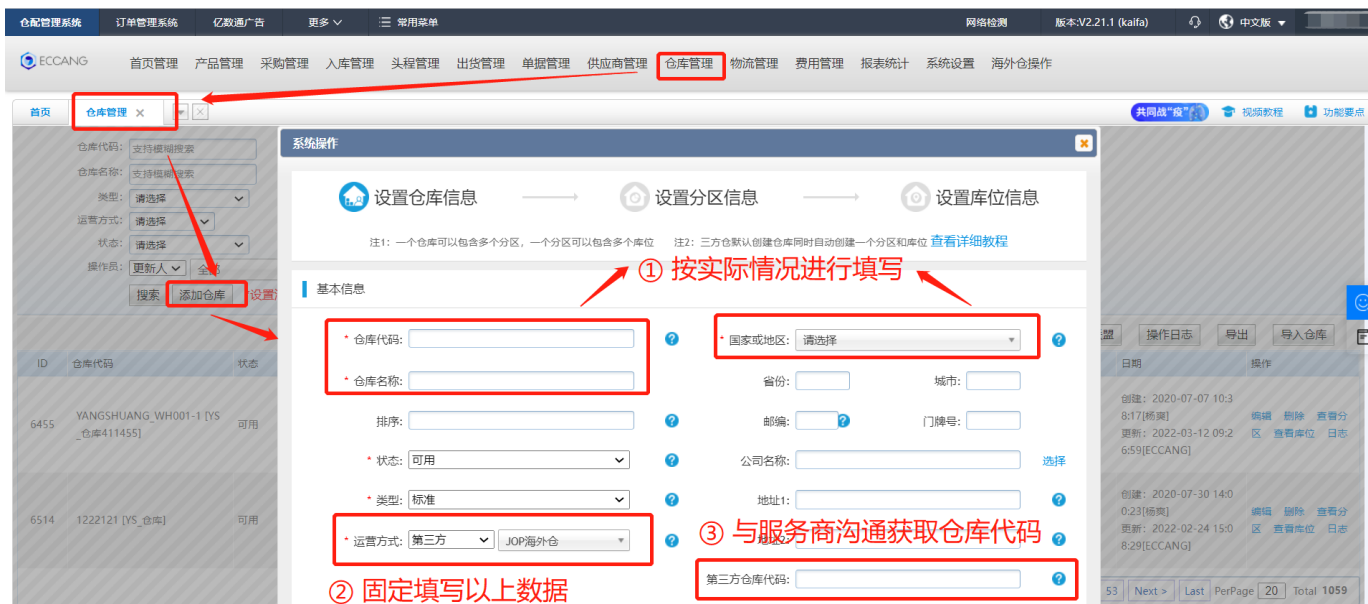 仓配管理系统 订单管理系统 亿数通广告 更多 常用菜单 网络检测 版本:V2.21.1 (kaifa) 中文版
ECCANG 首页管理 产品管理 采购管理 入库管理 头程管理 出货管理 单据管理 供应商管理 仓库管理 物流管理 费用管理 报表统计 系统设置 海外仓操作
首页 仓库管理 共同战“疫” 视频教程 功能要点
仓库代码: 支持模糊搜索
仓库名称: 支持模糊搜索
类型: 请选择
运营方式: 请选择
状态: 请选择
操作员: 更新人 全部
搜索 添加仓库
系统操作
设置仓库信息 设置分区信息 设置库位信息
注1: 一个仓库可以包含多个分区，一个分区可以包含多个库位 注2: 三方仓默认创建仓库同时自动创建一个分区和库位 查看详细教程
① 按实际情况进行填写
基本信息
* 仓库代码: * 国家或地区: 请选择
* 仓库名称: 省份: 城市:
排序: 邮编: 门牌号:
* 状态: 可用 公司名称: 选择
* 类型: 标准 地址1:
* 运营方式: 第三方 JOP海外仓
③ 与服务商沟通获取仓库代码
第三方仓库代码:
② 固定填写以上数据
操作日志 导出 导入仓库
ID 仓库代码 状态 日期 操作
6455 YANGSHUANG_WH001-1 [YS
_仓库411455] 可用
创建: 2020-07-07 10:3
8:17[杨爽] 编辑 删除 查看分
更新: 2022-03-12 09:2 区 查看库位 日志
6:59[ECCANG]
6514 1222121 [YS_仓库] 可用
创建: 2020-07-30 14:0
0:23[杨爽] 编辑 删除 查看分
更新: 2022-02-24 15:0 区 查看库位 日志
8:29[ECCANG]
53 Next > Last PerPage 20 Total 1059